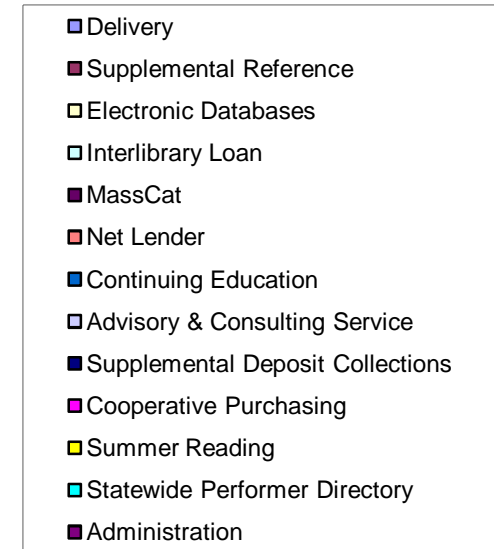 Delivery
Supplemental Reference
Electronic Databases
Interlibrary Loan
MassCat
Net Lender
Continuing Education
Advisory & Consulting Service
Supplemental Deposit Collections
Cooperative Purchasing
Summer Reading
Statewide Performer Directory
Administration